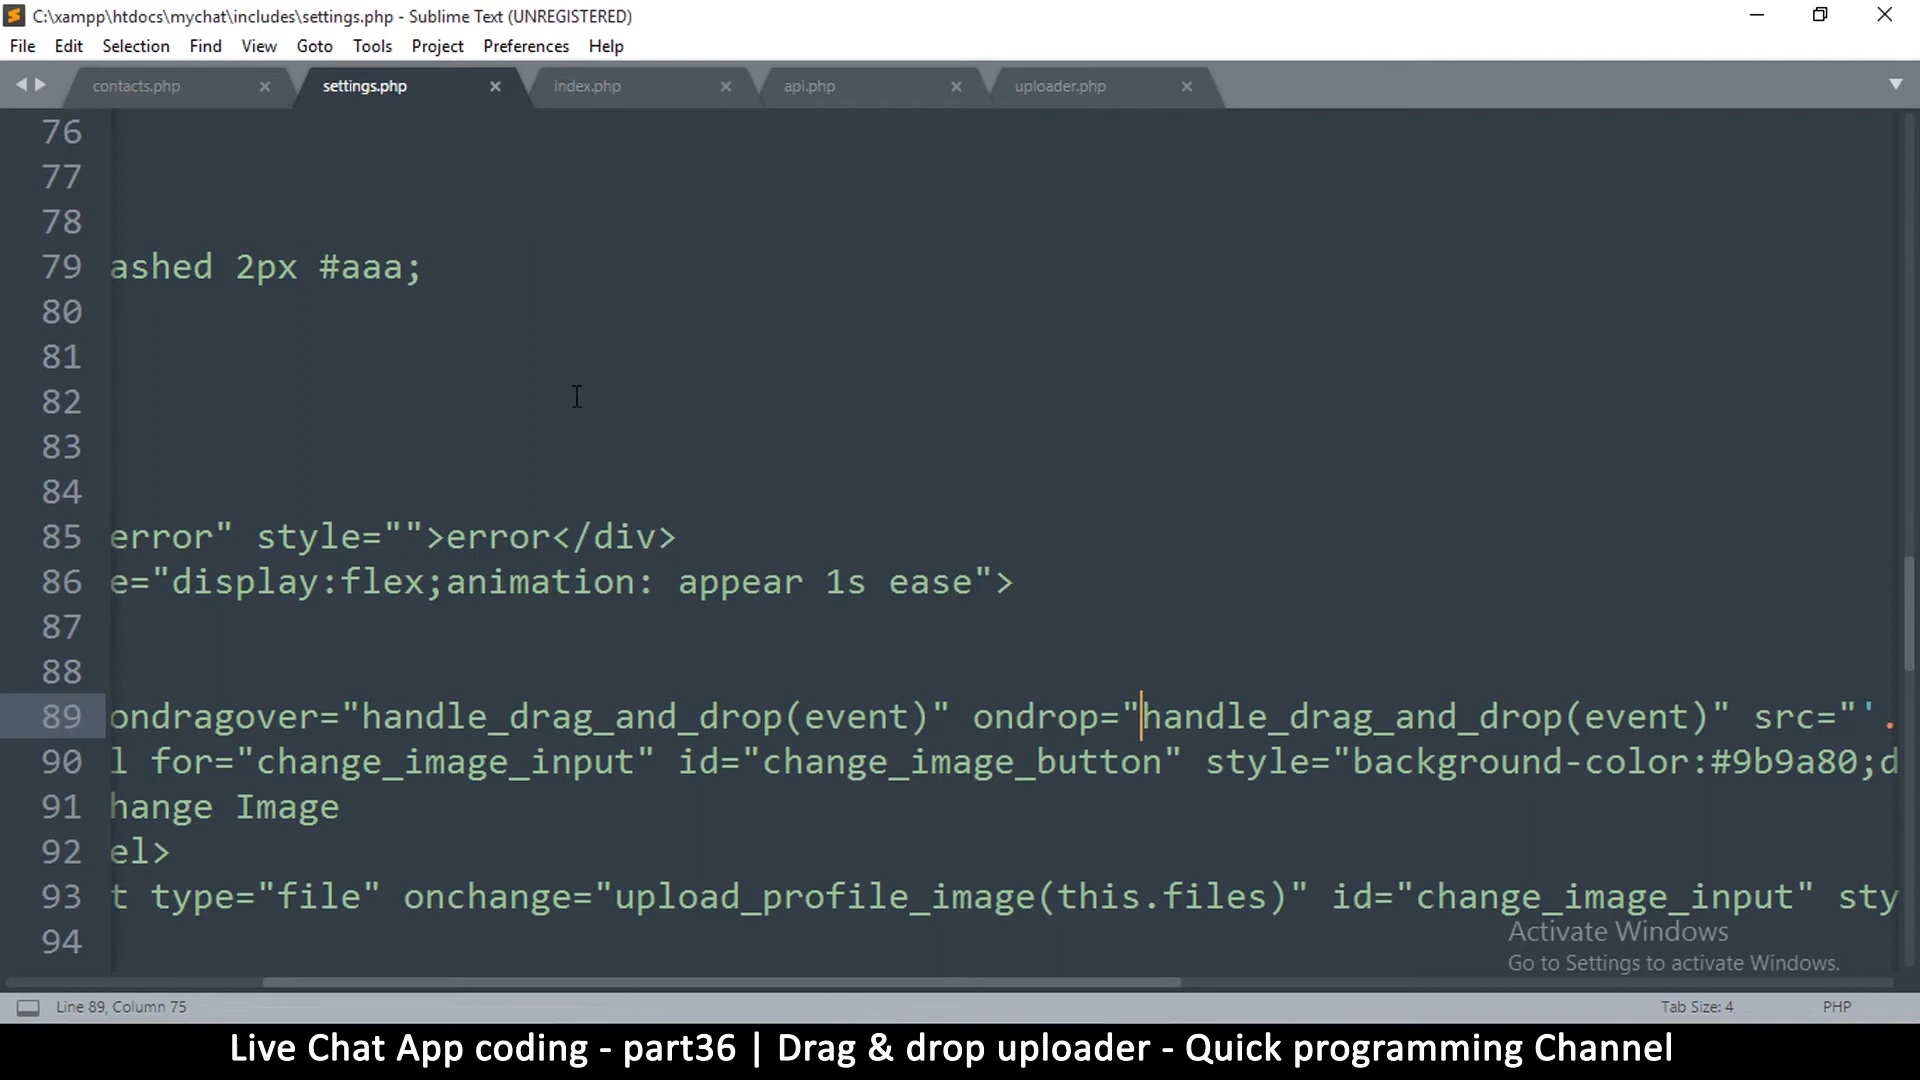 C:\xampp\htdocs\mychat\includes\settings.php - Sublime Text (UNREGISTERED)
File Edit Selection Find View Goto Tools Project Preferences Help
contacts.php settings.php index.php api.php uploader.php
76
77
78
79 ashed 2px #aaa;
80
81
82
83
84
85 error" style="">error</div>
86 e="display:flex;animation: appear 1s ease">
87
88
89 ondragover="handle_drag_and_drop(event)" ondrop="handle_drag_and_drop(event)" src="'.
90 l for="change_image_input" id="change_image_button" style="background-color:#9b9a80;d
91 hange Image
92 el>
93 t type="file" onchange="upload_profile_image(this.files)" id="change_image_input" sty
94
Activate Windows
Go to Settings to activate Windows.
Line 89, Column 75 Tab Size: 4 PHP
Live Chat App coding - part36 | Drag & drop uploader - Quick programming Channel